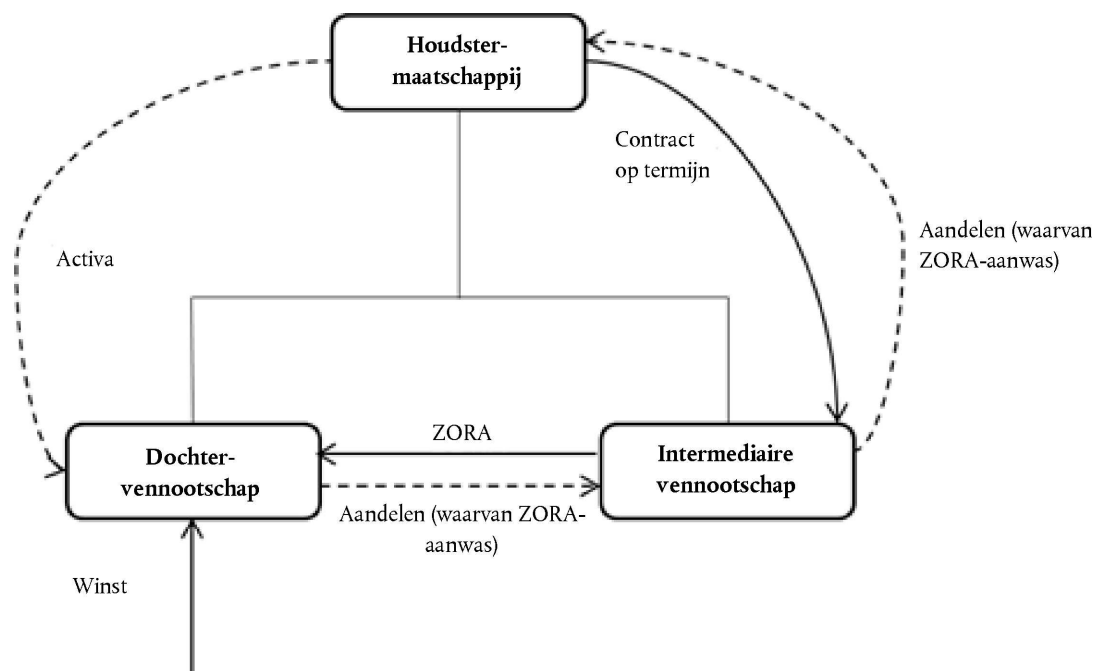 Houdster-
maatschappij
Contract
op termijn
Activa
Aandelen (waarvan
ZORA-aanwas)
ZORA
Dochter-
vennootschap
Intermediaire
vennootschap
Aandelen (waarvan ZORA-
aanwas)
Winst